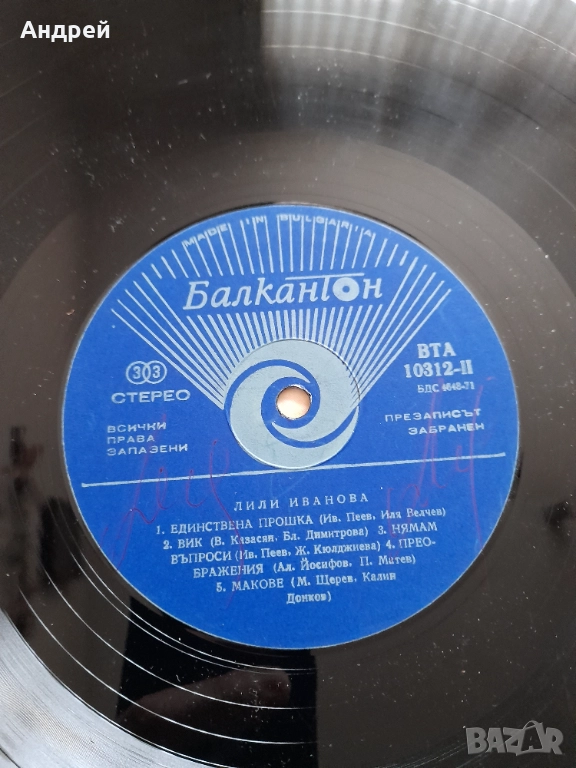 Андрей
MADE IN BULGARIA
Балкантон
33
СТЕРЕО
ВТА
10312-II
БДС 4848-71
ВСИЧКИ
ПРАВА
ЗАПАЗЕНИ
ПРЕЗАПИСЪТ
ЗАБРАНЕН
ЛИЛИ ИВАНОВА
1. ЕДИНСТВЕНА ПРОШКА (Ив. Пеев, Иля Велчев)
2. ВИК (В. Казасян, Бл. Димитрова) 3. НЯМАМ
ВЪПРОСИ (Ив. Пеев, Ж. Кюлджиева) 4. ПРЕО-
БРАЖЕНИЯ (Ал. Йосифов, П. Матев)
5. МАКОВЕ (М. Щерев, Калин
Донков)
BAZAR